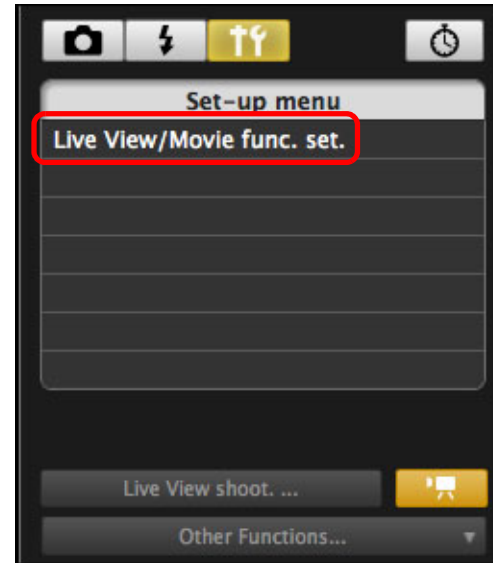 Set-up menu
Live View/Movie func. set.
Live View shoot. ...
Other Functions...